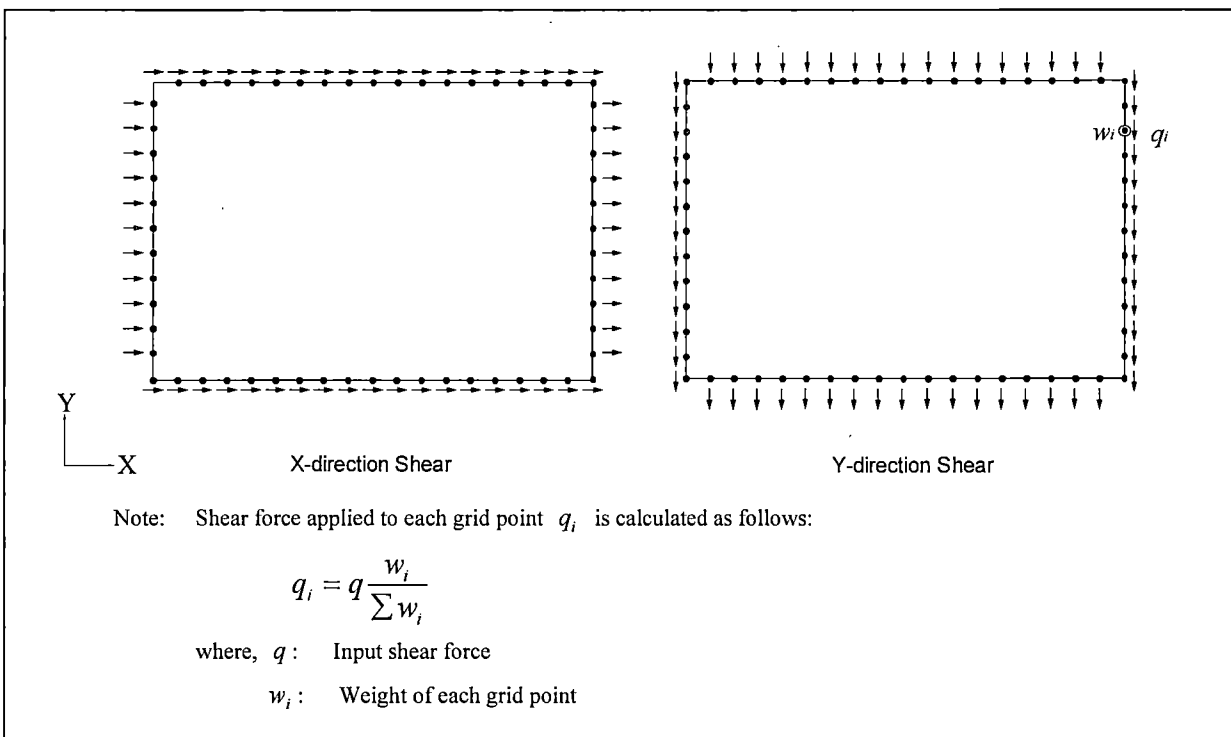 wi qi
Y
X
X-direction Shear Y-direction Shear
Note: Shear force applied to each grid point qi is calculated as follows:
qi = q wi / ∑ wi
where, q : Input shear force
wi : Weight of each grid point